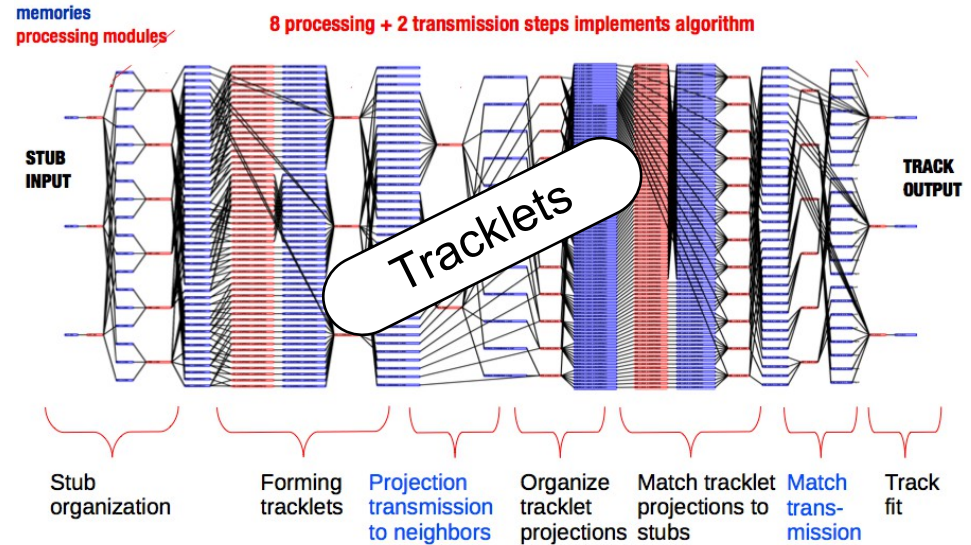 memories
processing modules
8 processing + 2 transmission steps implements algorithm
STUB
INPUT
Tracklets
TRACK
OUTPUT
Stub
organization
Forming
tracklets
Projection
transmission
to neighbors
Organize
tracklet
projections
Match tracklet
projections to
stubs
Match
trans-
mission
Track
fit